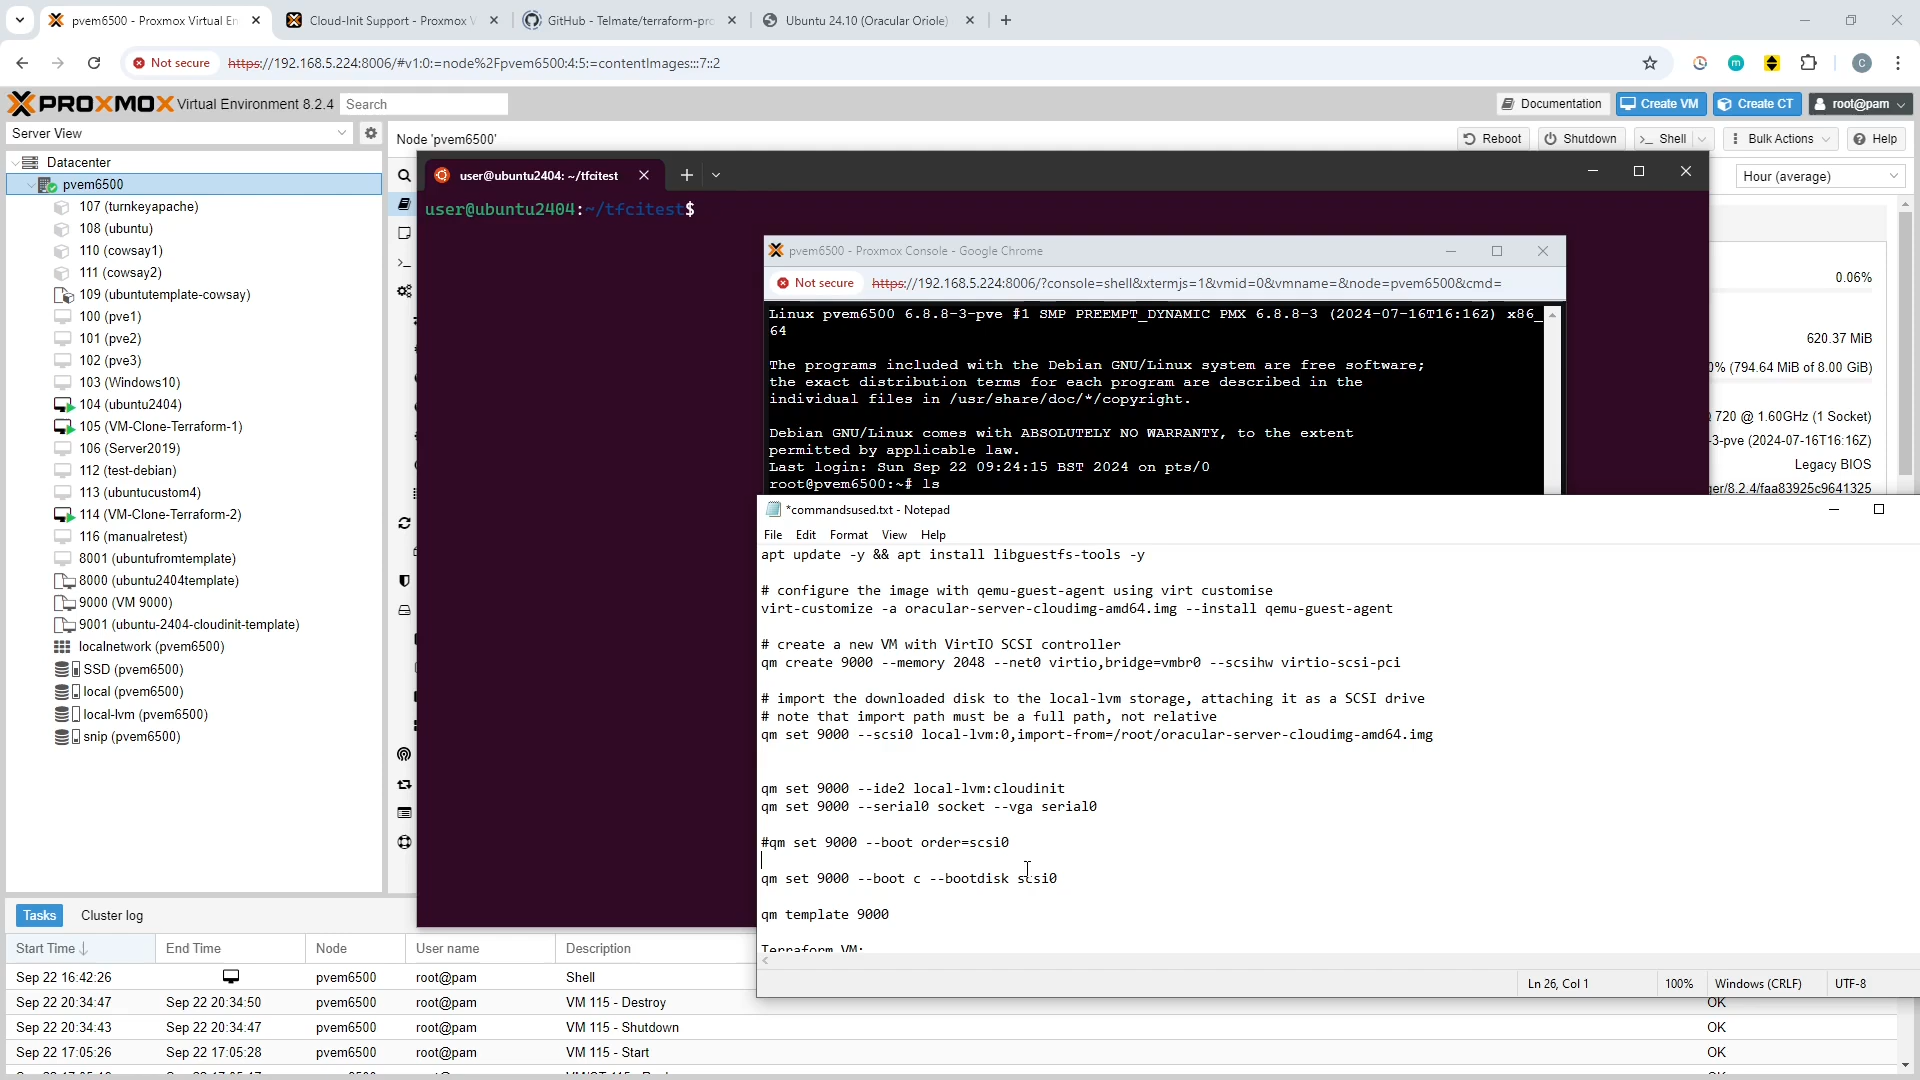 pvem6500 - Proxmox Virtual En
Cloud-Init Support - Proxmox V
GitHub - Telmate/terraform-pro
Ubuntu 24.10 (Oracular Oriole)
Not secure https://192.168.5.224:8006/#v1:0:=node%2Fpvem6500:4:5:=contentImages:::7::2
C
PROXMOX Virtual Environment 8.2.4 Search
Documentation Create VM Create CT root@pam
Server View
Node 'pvem6500'
Reboot Shutdown Shell Bulk Actions Help
Hour (average)
Datacenter
pvem6500
107 (turnkeyapache)
108 (ubuntu)
110 (cowsay1)
111 (cowsay2)
109 (ubuntutemplate-cowsay)
100 (pve1)
101 (pve2)
102 (pve3)
103 (Windows10)
104 (ubuntu2404)
105 (VM-Clone-Terraform-1)
106 (Server2019)
112 (test-debian)
113 (ubuntucustom4)
114 (VM-Clone-Terraform-2)
116 (manualretest)
8001 (ubuntufromtemplate)
8000 (ubuntu2404template)
9000 (VM 9000)
9001 (ubuntu-2404-cloudinit-template)
localnetwork (pvem6500)
SSD (pvem6500)
local (pvem6500)
local-lvm (pvem6500)
snip (pvem6500)
user@ubuntu2404: ~/tfcitest
user@ubuntu2404:~/tfcitest$
pvem6500 - Proxmox Console - Google Chrome
Not secure https://192.168.5.224:8006/?console=shell&xtermjs=1&vmid=0&vmname=&node=pvem6500&cmd=
Linux pvem6500 6.8.8-3-pve #1 SMP PREEMPT_DYNAMIC PMX 6.8.8-3 (2024-07-16T16:16Z) x86_
64
The programs included with the Debian GNU/Linux system are free software;
the exact distribution terms for each program are described in the
individual files in /usr/share/doc/*/copyright.
Debian GNU/Linux comes with ABSOLUTELY NO WARRANTY, to the extent
permitted by applicable law.
Last login: Sun Sep 22 09:24:15 BST 2024 on pts/0
root@pvem6500:~# ls
0.06%
620.37 MiB
0% (794.64 MiB of 8.00 GiB)
720 @ 1.60GHz (1 Socket)
-3-pve (2024-07-16T16:16Z)
Legacy BIOS
ger/8.2.4/faa83925c9641325
*commandsused.txt - Notepad
File Edit Format View Help
apt update -y && apt install libguestfs-tools -y
# configure the image with qemu-guest-agent using virt customise
virt-customize -a oracular-server-cloudimg-amd64.img --install qemu-guest-agent
# create a new VM with VirtIO SCSI controller
qm create 9000 --memory 2048 --net0 virtio,bridge=vmbr0 --scsihw virtio-scsi-pci
# import the downloaded disk to the local-lvm storage, attaching it as a SCSI drive
# note that import path must be a full path, not relative
qm set 9000 --scsi0 local-lvm:0,import-from=/root/oracular-server-cloudimg-amd64.img
qm set 9000 --ide2 local-lvm:cloudinit
qm set 9000 --serial0 socket --vga serial0
#qm set 9000 --boot order=scsi0
qm set 9000 --boot c --bootdisk scsi0
qm template 9000
Terraform VM:
Ln 26, Col 1 100% Windows (CRLF) UTF-8
Tasks Cluster log
Start Time End Time Node User name Description
Sep 22 16:42:26 pvem6500 root@pam Shell
Sep 22 20:34:47 Sep 22 20:34:50 pvem6500 root@pam VM 115 - Destroy OK
Sep 22 20:34:43 Sep 22 20:34:47 pvem6500 root@pam VM 115 - Shutdown OK
Sep 22 17:05:26 Sep 22 17:05:28 pvem6500 root@pam VM 115 - Start OK